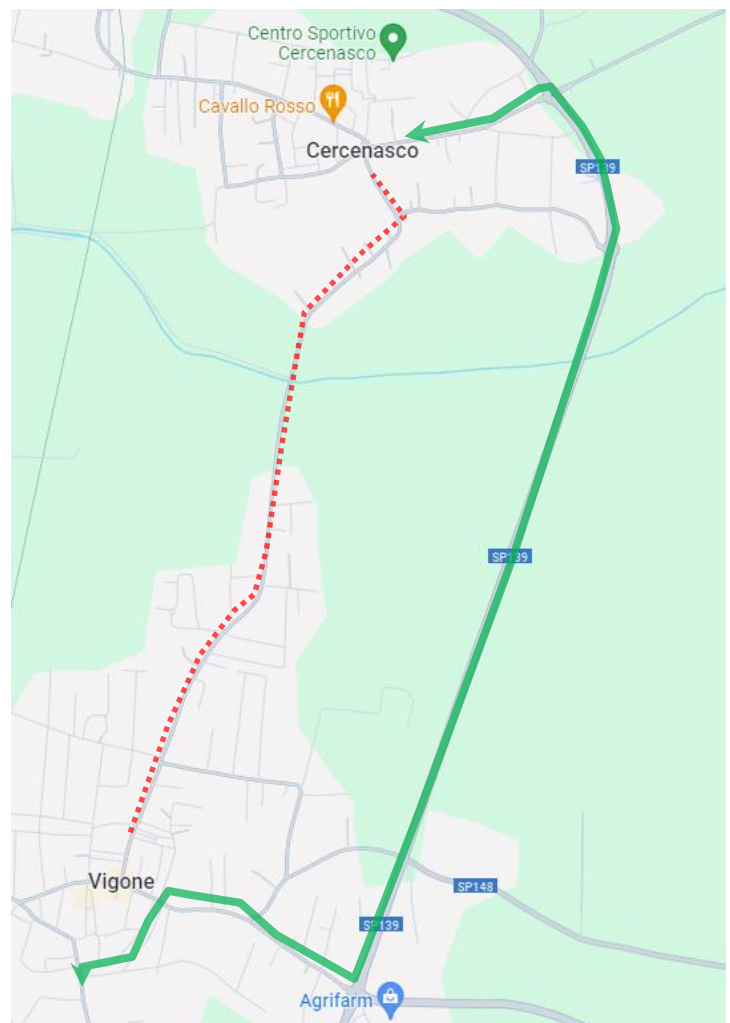 Centro Sportivo
Cercenasco
Cavallo Rosso
Cercenasco
SP139
SP139
Vigone
SP148
SP139
Agrifarm